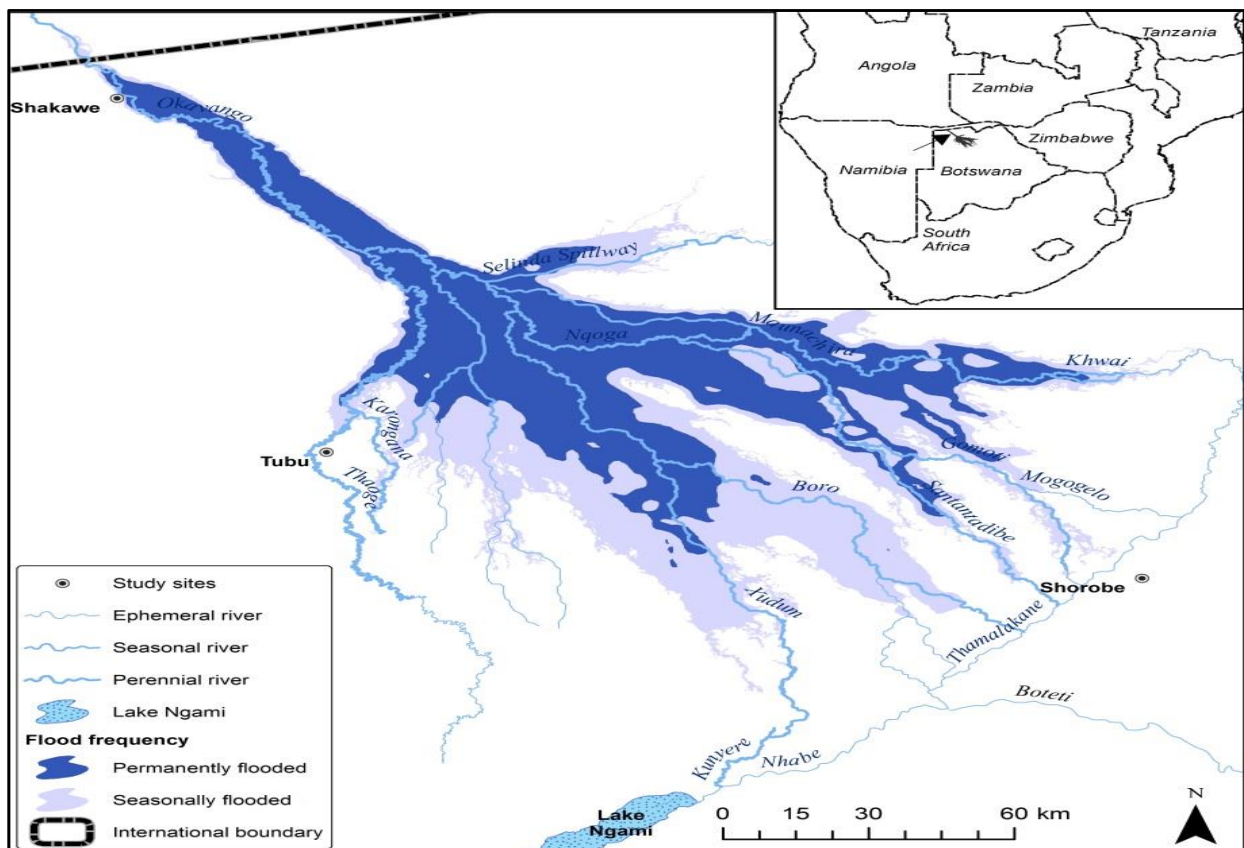 Shakawe
Okavango
Selinda Spillway
Nqoga
Maunachira
Khwai
Karongana
Tubu
Thaoge
Boro
Gomoti
Mogogelo
Santantadibe
Shorobe
Xudum
Thamalakane
Boteti
Kunyere
Nhabe
Lake
Ngami
Angola
Tanzania
Zambia
Zimbabwe
Namibia
Botswana
South
Africa
Study sites
Ephemeral river
Seasonal river
Perennial river
Lake Ngami
Flood frequency
Permanently flooded
Seasonally flooded
International boundary
0 15 30 60 km
N